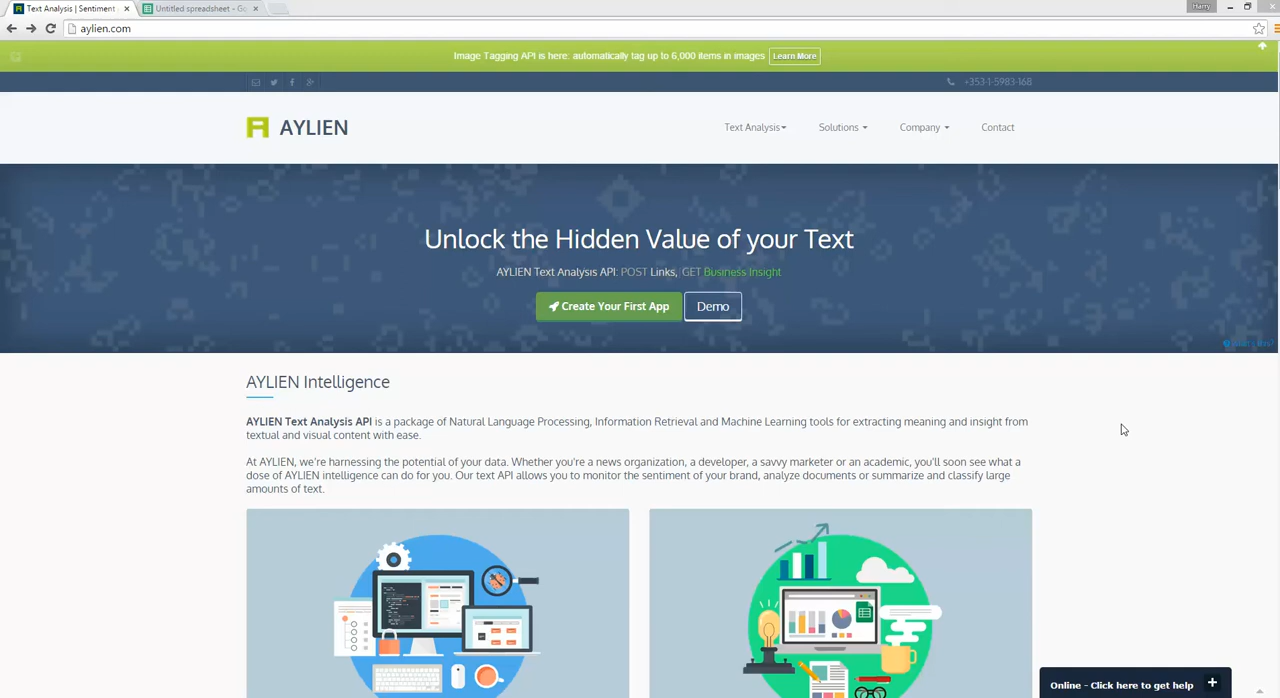 Text Analysis | Sentiment
Untitled spreadsheet - Go
Harry
aylien.com
Image Tagging API is here: automatically tag up to 6,000 items in images Learn More
+353-1-5983-168
AYLIEN
Text Analysis Solutions Company Contact
Unlock the Hidden Value of your Text
AYLIEN Text Analysis API: POST Links, GET Business Insight
Create Your First App Demo
AYLIEN Intelligence
AYLIEN Text Analysis API is a package of Natural Language Processing, Information Retrieval and Machine Learning tools for extracting meaning and insight from
textual and visual content with ease.
At AYLIEN, we're harnessing the potential of your data. Whether you're a news organization, a developer, a savvy marketer or an academic, you'll soon see what a
dose of AYLIEN intelligence can do for you. Our text API allows you to monitor the sentiment of your brand, analyze documents or summarize and classify large
amounts of text.
Online - Click here to get help +